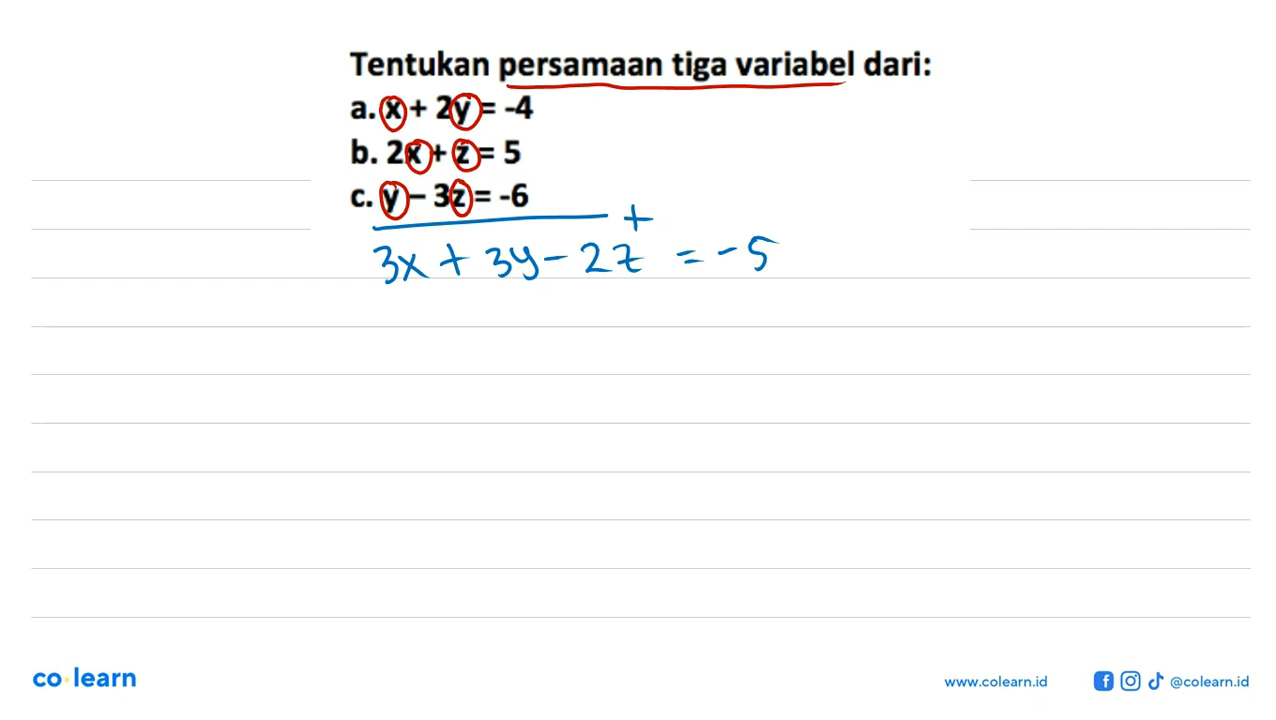 Tentukan persamaan tiga variabel dari:
a. x + 2y = -4
b. 2x + z = 5
c. y – 3z = -6
+
3x + 3y - 2z = -5
co·learn
www.colearn.id @colearn.id